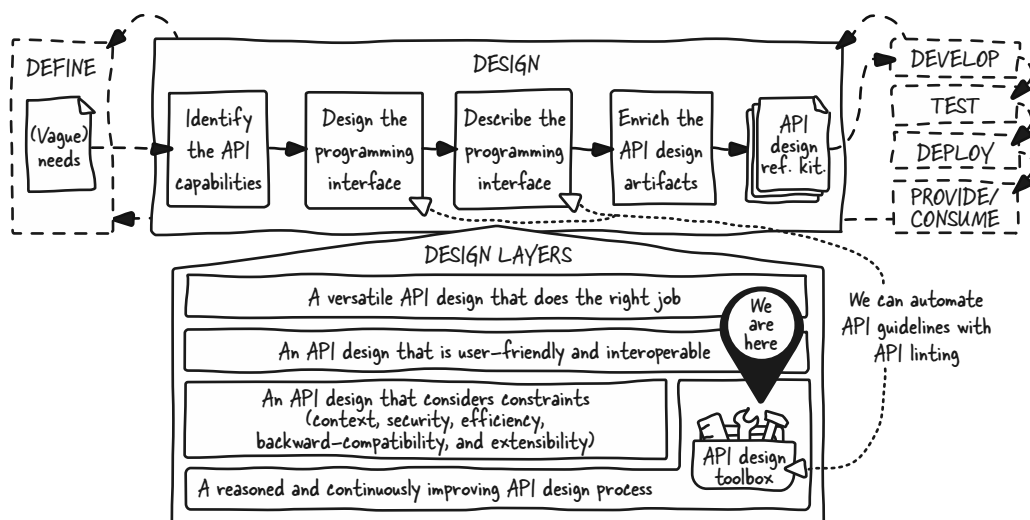 DEFINE
(Vague)
needs
DESIGN
Identify
the API
capabilities
Design the
programming
interface
Describe the
programming
interface
Enrich the
API design
artifacts
API
design
ref. kit.
DEVELOP
TEST
DEPLOY
PROVIDE/
CONSUME
DESIGN LAYERS
A versatile API design that does the right job
An API design that is user-friendly and interoperable
An API design that considers constraints
(context, security, efficiency,
backward-compatibility, and extensibility)
A reasoned and continuously improving API design process
We
are
here
API design
toolbox
We can automate
API guidelines with
API linting